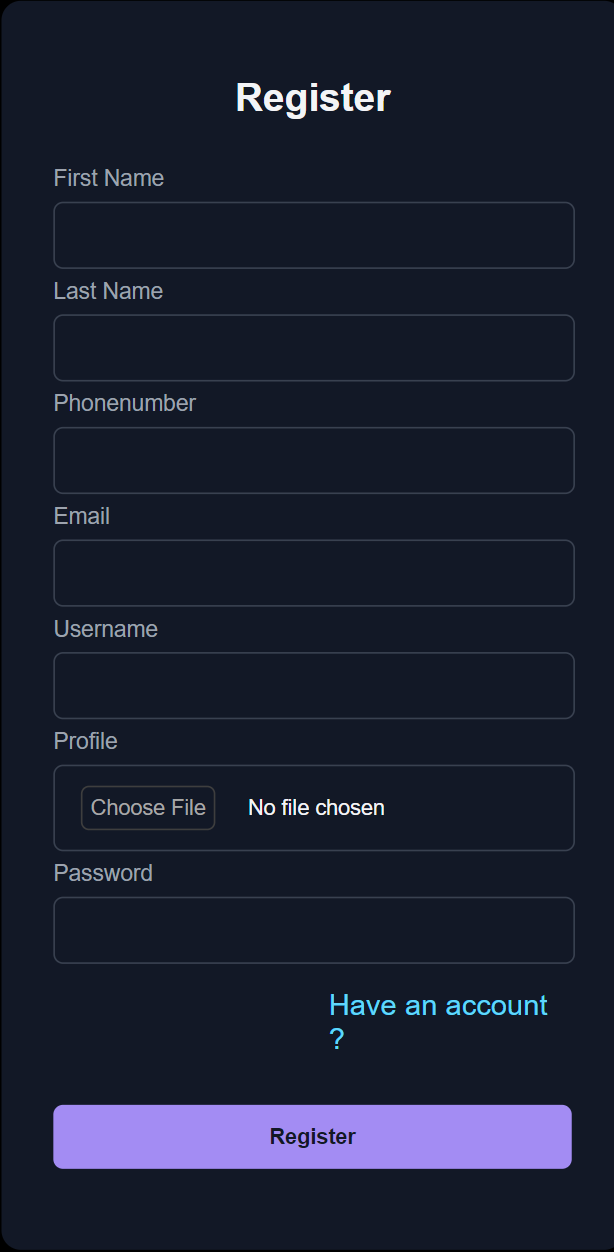 Register
First Name
Last Name
Phonenumber
Email
Username
Profile
Choose File No file chosen
Password
Have an account
?
Register